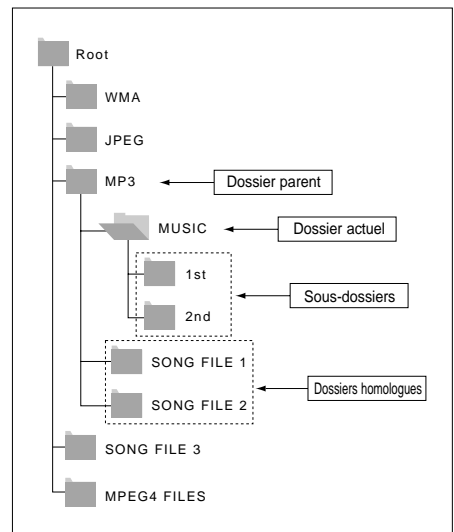 Root
WMA
JPEG
MP3
Dossier parent
MUSIC
Dossier actuel
1st
Sous-dossiers
2nd
SONG FILE 1
Dossiers homologues
SONG FILE 2
SONG FILE 3
MPEG4 FILES